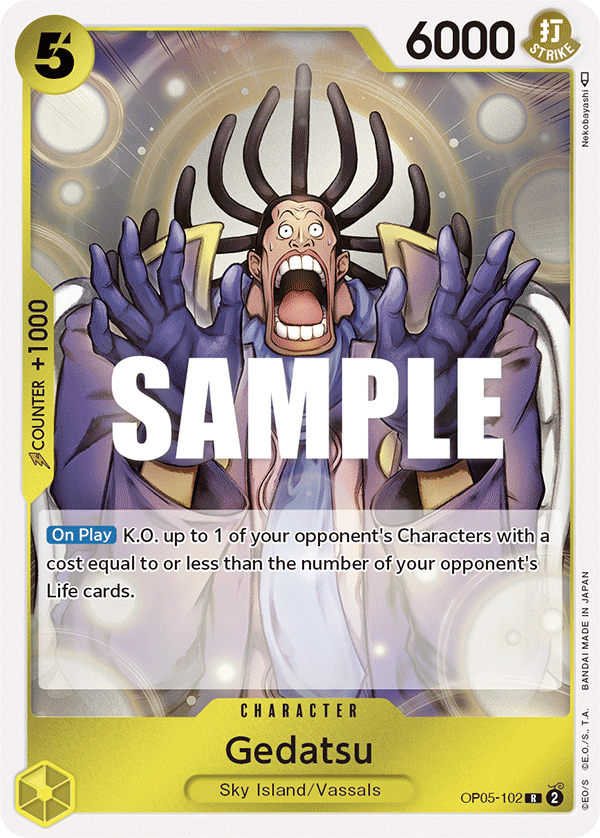 5
6000
打
STRIKE
Nekobayashi
COUNTER +1000
SAMPLE
On Play K.O. up to 1 of your opponent's Characters with a
cost equal to or less than the number of your opponent's
Life cards.
CHARACTER
Gedatsu
Sky Island/Vassals
OP05-102 R 2
©EO/S ©E.O./S., T.A. BANDAI MADE IN JAPAN